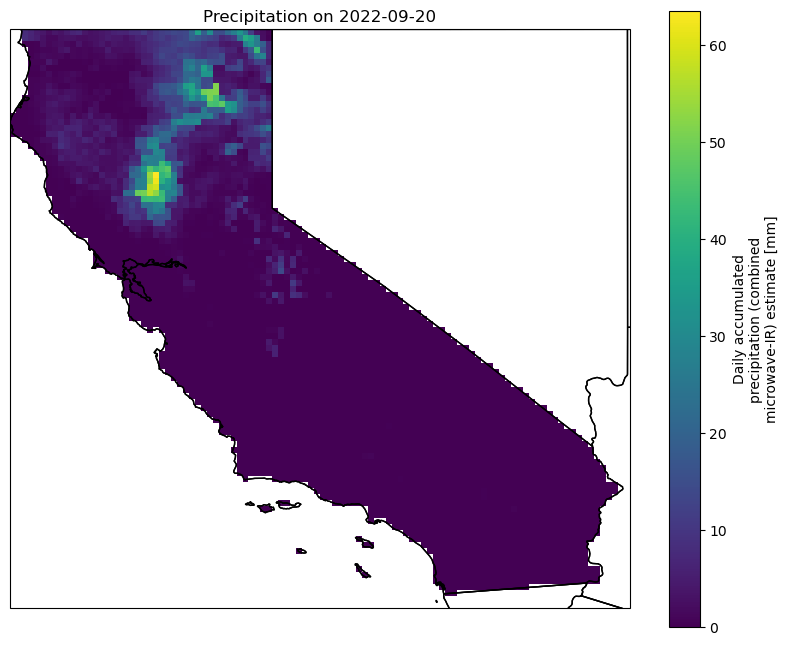 Precipitation on 2022-09-20
60
50
40
30
20
10
0
Daily accumulated
precipitation (combined
microwave-IR) estimate [mm]